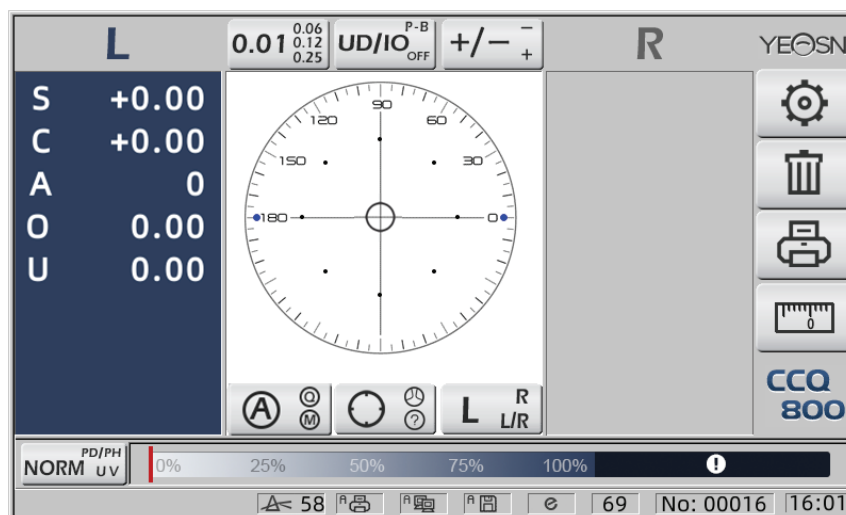 L
0.01 0.06 0.12 0.25
UD/IO P-B OFF
+/− − +
R
YEOSN
S +0.00
C +0.00
A 0
O 0.00
U 0.00
90
120 60
150 30
180 0
A Q M
?
L R L/R
0
CCQ
800
NORM PD/PH UV
0% 25% 50% 75% 100% !
58 A A A e 69 No: 00016 16:01